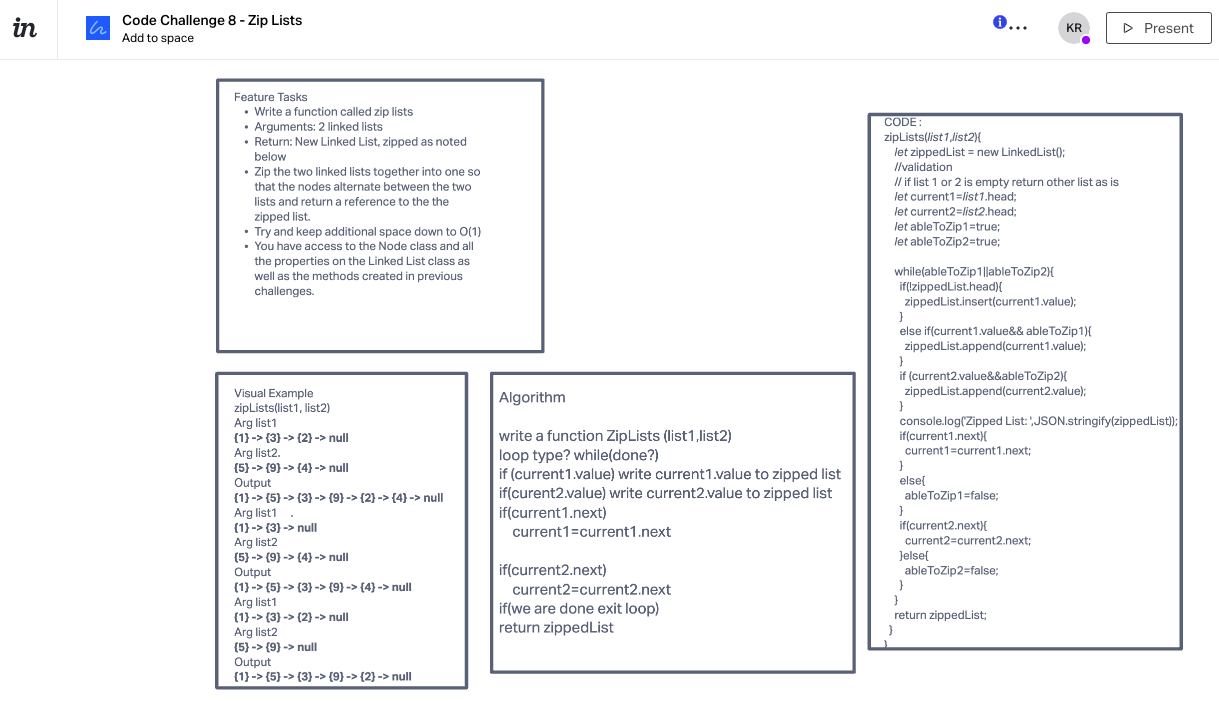 in
Code Challenge 8 - Zip Lists
Add to space
i
KR
Present
Feature Tasks
• Write a function called zip lists
• Arguments: 2 linked lists
• Return: New Linked List, zipped as noted
below
• Zip the two linked lists together into one so
that the nodes alternate between the two
lists and return a reference to the the
zipped list.
• Try and keep additional space down to O(1)
• You have access to the Node class and all
the properties on the Linked List class as
well as the methods created in previous
challenges.
Visual Example
zipLists(list1, list2)
Arg list1
{1} -> {3} -> {2} -> null
Arg list2.
{5} -> {9} -> {4} -> null
Output
{1} -> {5} -> {3} -> {9} -> {2} -> {4} -> null
Arg list1 .
{1} -> {3} -> null
Arg list2
{5} -> {9} -> {4} -> null
Output
{1} -> {5} -> {3} -> {9} -> {4} -> null
Arg list1
{1} -> {3} -> {2} -> null
Arg list2
{5} -> {9} -> null
Output
{1} -> {5} -> {3} -> {9} -> {2} -> null
Algorithm
write a function ZipLists (list1,list2)
loop type? while(done?)
if (current1.value) write current1.value to zipped list
if(curent2.value) write current2.value to zipped list
if(current1.next)
current1=current1.next
if(current2.next)
current2=current2.next
if(we are done exit loop)
return zippedList
CODE :
zipLists(list1,list2){
let zippedList = new LinkedList();
//validation
// if list 1 or 2 is empty return other list as is
let current1=list1.head;
let current2=list2.head;
let ableToZip1=true;
let ableToZip2=true;
while(ableToZip1||ableToZip2){
if(!zippedList.head){
zippedList.insert(current1.value);
}
else if(current1.value&& ableToZip1){
zippedList.append(current1.value);
}
if (current2.value&&ableToZip2){
zippedList.append(current2.value);
}
console.log('Zipped List: ',JSON.stringify(zippedList));
if(current1.next){
current1=current1.next;
}
else{
ableToZip1=false;
}
if(current2.next){
current2=current2.next;
}else{
ableToZip2=false;
}
}
return zippedList;
}
}